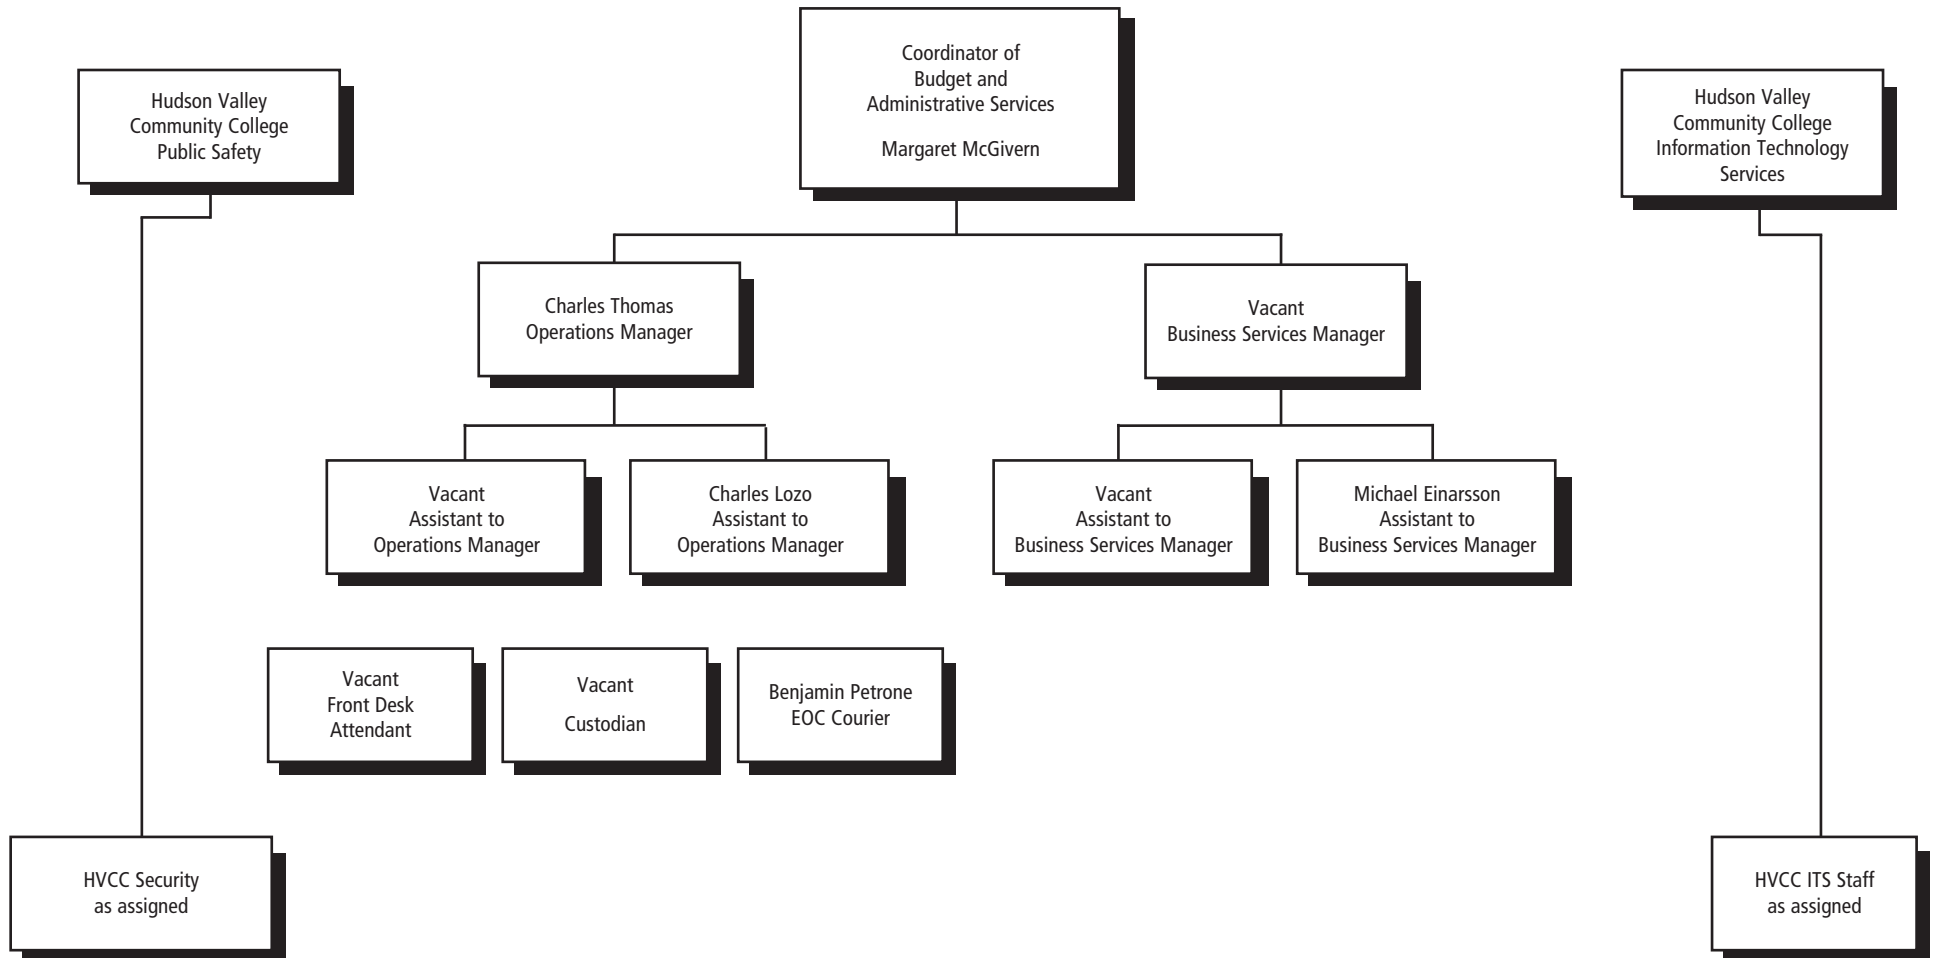 Coordinator of
Budget and
Administrative Services
Margaret McGivern
Hudson Valley
Community College
Public Safety
Hudson Valley
Community College
Information Technology
Services
Charles Thomas
Operations Manager
Vacant
Business Services Manager
Vacant
Assistant to
Operations Manager
Charles Lozo
Assistant to
Operations Manager
Vacant
Assistant to
Business Services Manager
Michael Einarsson
Assistant to
Business Services Manager
Vacant
Front Desk
Attendant
Vacant
Custodian
Benjamin Petrone
EOC Courier
HVCC Security
as assigned
HVCC ITS Staff
as assigned